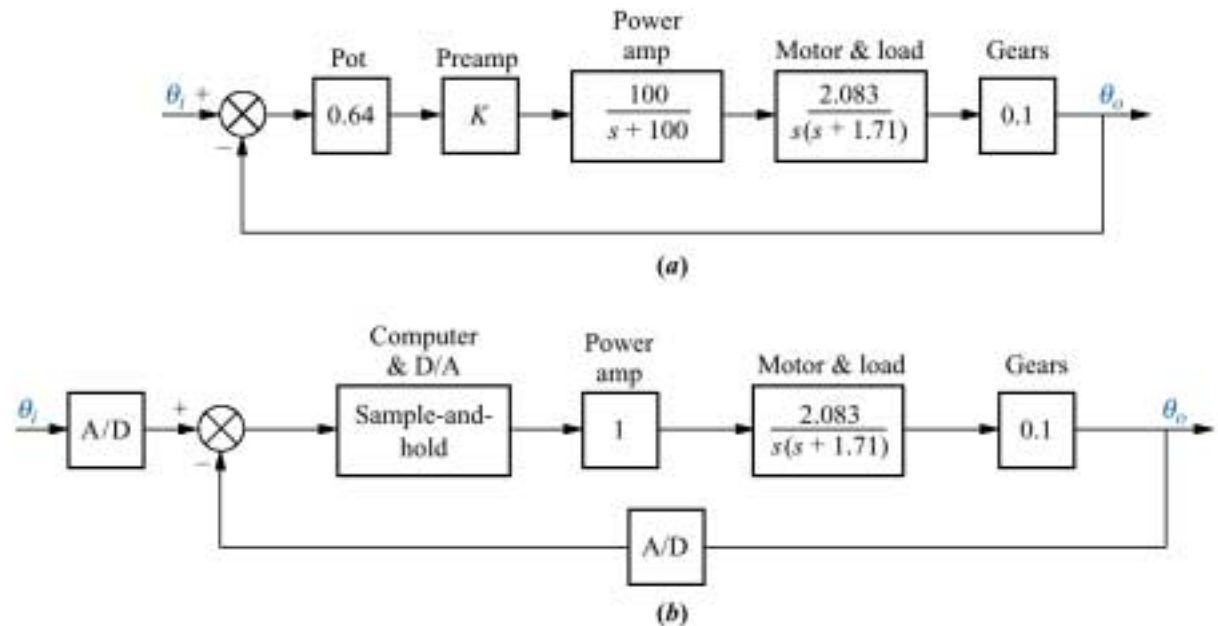 Power
amp
Pot
Preamp
Motor & load
Gears
θi +
0.64
K
100
s + 100
2.083
s(s + 1.71)
0.1
θo
−
(a)
Computer
& D/A
Power
amp
Motor & load
Gears
θi
A/D
+
Sample-and-
hold
1
2.083
s(s + 1.71)
0.1
θo
−
A/D
(b)